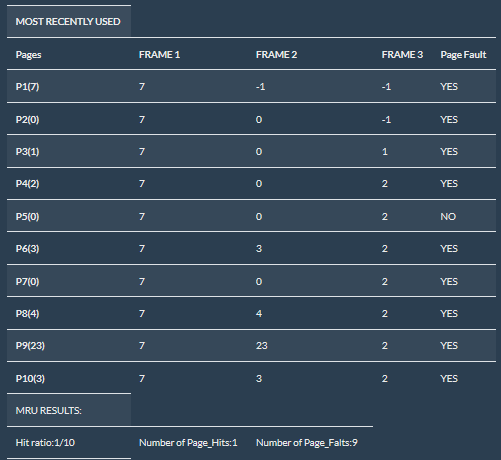 MOST RECENTLY USED
Pages FRAME 1 FRAME 2 FRAME 3 Page Fault
P1(7) 7 -1 -1 YES
P2(0) 7 0 -1 YES
P3(1) 7 0 1 YES
P4(2) 7 0 2 YES
P5(0) 7 0 2 NO
P6(3) 7 3 2 YES
P7(0) 7 0 2 YES
P8(4) 7 4 2 YES
P9(23) 7 23 2 YES
P10(3) 7 3 2 YES
MRU RESULTS:
Hit ratio:1/10 Number of Page_Hits:1 Number of Page_Falts:9